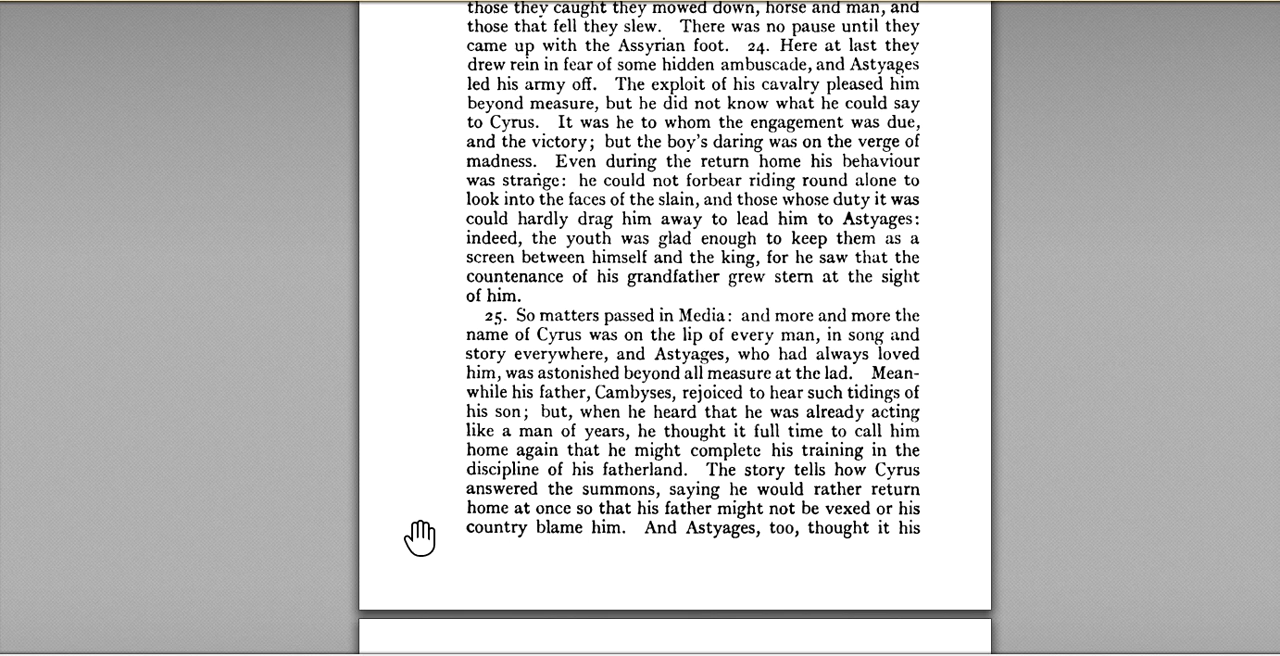 those they caught they mowed down, horse and man, and
those that fell they slew. There was no pause until they
came up with the Assyrian foot. 24. Here at last they
drew rein in fear of some hidden ambuscade, and Astyages
led his army off. The exploit of his cavalry pleased him
beyond measure, but he did not know what he could say
to Cyrus. It was he to whom the engagement was due,
and the victory; but the boy's daring was on the verge of
madness. Even during the return home his behaviour
was strange: he could not forbear riding round alone to
look into the faces of the slain, and those whose duty it was
could hardly drag him away to lead him to Astyages:
indeed, the youth was glad enough to keep them as a
screen between himself and the king, for he saw that the
countenance of his grandfather grew stern at the sight
of him.
25. So matters passed in Media: and more and more the
name of Cyrus was on the lip of every man, in song and
story everywhere, and Astyages, who had always loved
him, was astonished beyond all measure at the lad. Mean-
while his father, Cambyses, rejoiced to hear such tidings of
his son; but, when he heard that he was already acting
like a man of years, he thought it full time to call him
home again that he might complete his training in the
discipline of his fatherland. The story tells how Cyrus
answered the summons, saying he would rather return
home at once so that his father might not be vexed or his
country blame him. And Astyages, too, thought it his